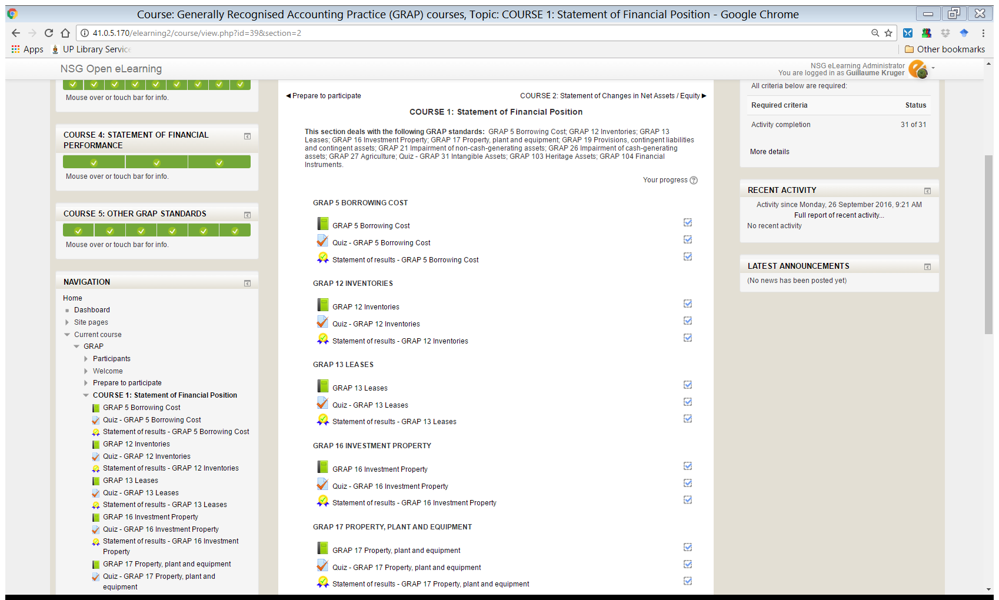 Course: Generally Recognised Accounting Practice (GRAP) courses, Topic: COURSE 1: Statement of Financial Position - Google Chrome
41.0.5.170/elearning2/course/view.php?id=39&section=2
Apps
UP Library Service
Other bookmarks
NSG Open eLearning
NSG eLearning Administrator
You are logged in as Guillaume Kruger
Mouse over or touch bar for info.
COURSE 4: STATEMENT OF FINANCIAL
PERFORMANCE
Mouse over or touch bar for info.
COURSE 5: OTHER GRAP STANDARDS
Mouse over or touch bar for info.
NAVIGATION
Home
Dashboard
Site pages
Current course
GRAP
Participants
Welcome
Prepare to participate
COURSE 1: Statement of Financial Position
GRAP 5 Borrowing Cost
Quiz - GRAP 5 Borrowing Cost
Statement of results - GRAP 5 Borrowing Cost
GRAP 12 Inventories
Quiz - GRAP 12 Inventories
Statement of results - GRAP 12 Inventories
GRAP 13 Leases
Quiz - GRAP 13 Leases
Statement of results - GRAP 13 Leases
GRAP 16 Investment Property
Quiz - GRAP 16 Investment Property
Statement of results - GRAP 16 Investment
Property
GRAP 17 Property, plant and equipment
Quiz - GRAP 17 Property, plant and
equipment
◀ Prepare to participate
COURSE 2: Statement of Changes in Net Assets / Equity ▶
COURSE 1: Statement of Financial Position
This section deals with the following GRAP standards: GRAP 5 Borrowing Cost; GRAP 12 Inventories; GRAP 13
Leases; GRAP 16 Investment Property; GRAP 17 Property, plant and equipment; GRAP 19 Provisions, contingent liabilities
and contingent assets; GRAP 21 Impairment of non-cash-generating assets; GRAP 26 Impairment of cash-generating
assets; GRAP 27 Agriculture; Quiz - GRAP 31 Intangible Assets; GRAP 103 Heritage Assets; GRAP 104 Financial
Instruments.
Your progress
GRAP 5 BORROWING COST
GRAP 5 Borrowing Cost
Quiz - GRAP 5 Borrowing Cost
Statement of results - GRAP 5 Borrowing Cost
GRAP 12 INVENTORIES
GRAP 12 Inventories
Quiz - GRAP 12 Inventories
Statement of results - GRAP 12 Inventories
GRAP 13 LEASES
GRAP 13 Leases
Quiz - GRAP 13 Leases
Statement of results - GRAP 13 Leases
GRAP 16 INVESTMENT PROPERTY
GRAP 16 Investment Property
Quiz - GRAP 16 Investment Property
Statement of results - GRAP 16 Investment Property
GRAP 17 PROPERTY, PLANT AND EQUIPMENT
GRAP 17 Property, plant and equipment
Quiz - GRAP 17 Property, plant and equipment
Statement of results - GRAP 17 Property, plant and equipment
All criteria below are required:
Required criteria Status
Activity completion 31 of 31
More details
RECENT ACTIVITY
Activity since Monday, 26 September 2016, 9:21 AM
Full report of recent activity...
No recent activity
LATEST ANNOUNCEMENTS
(No news has been posted yet)